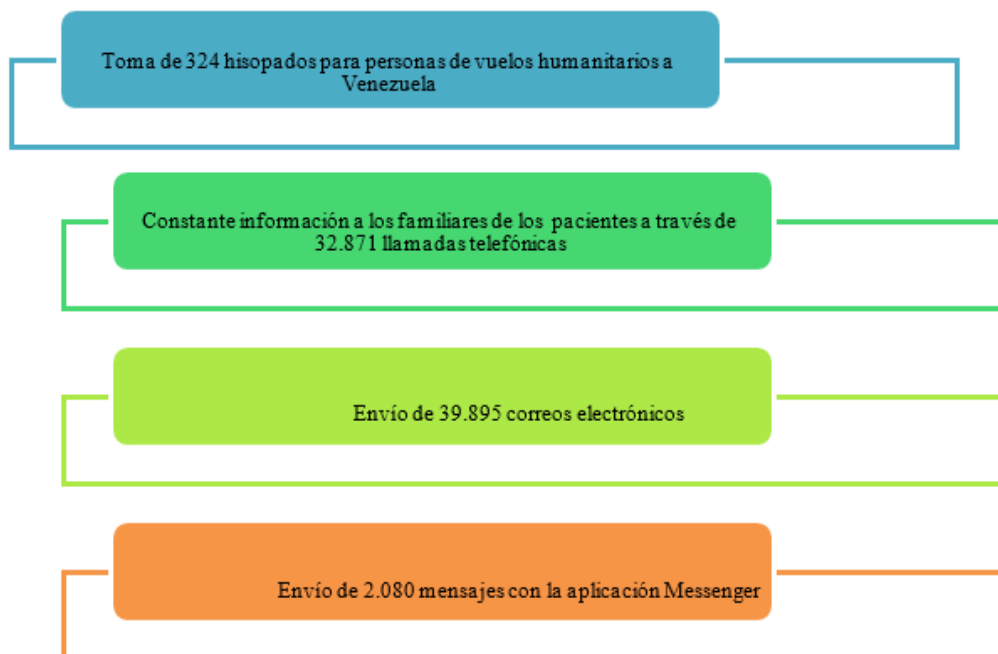 Toma de 324 hisopados para personas de vuelos humanitarios a
Venezuela
Constante información a los familiares de los pacientes a través de
32.871 llamadas telefónicas
Envío de 39.895 correos electrónicos
Envío de 2.080 mensajes con la aplicación Messenger